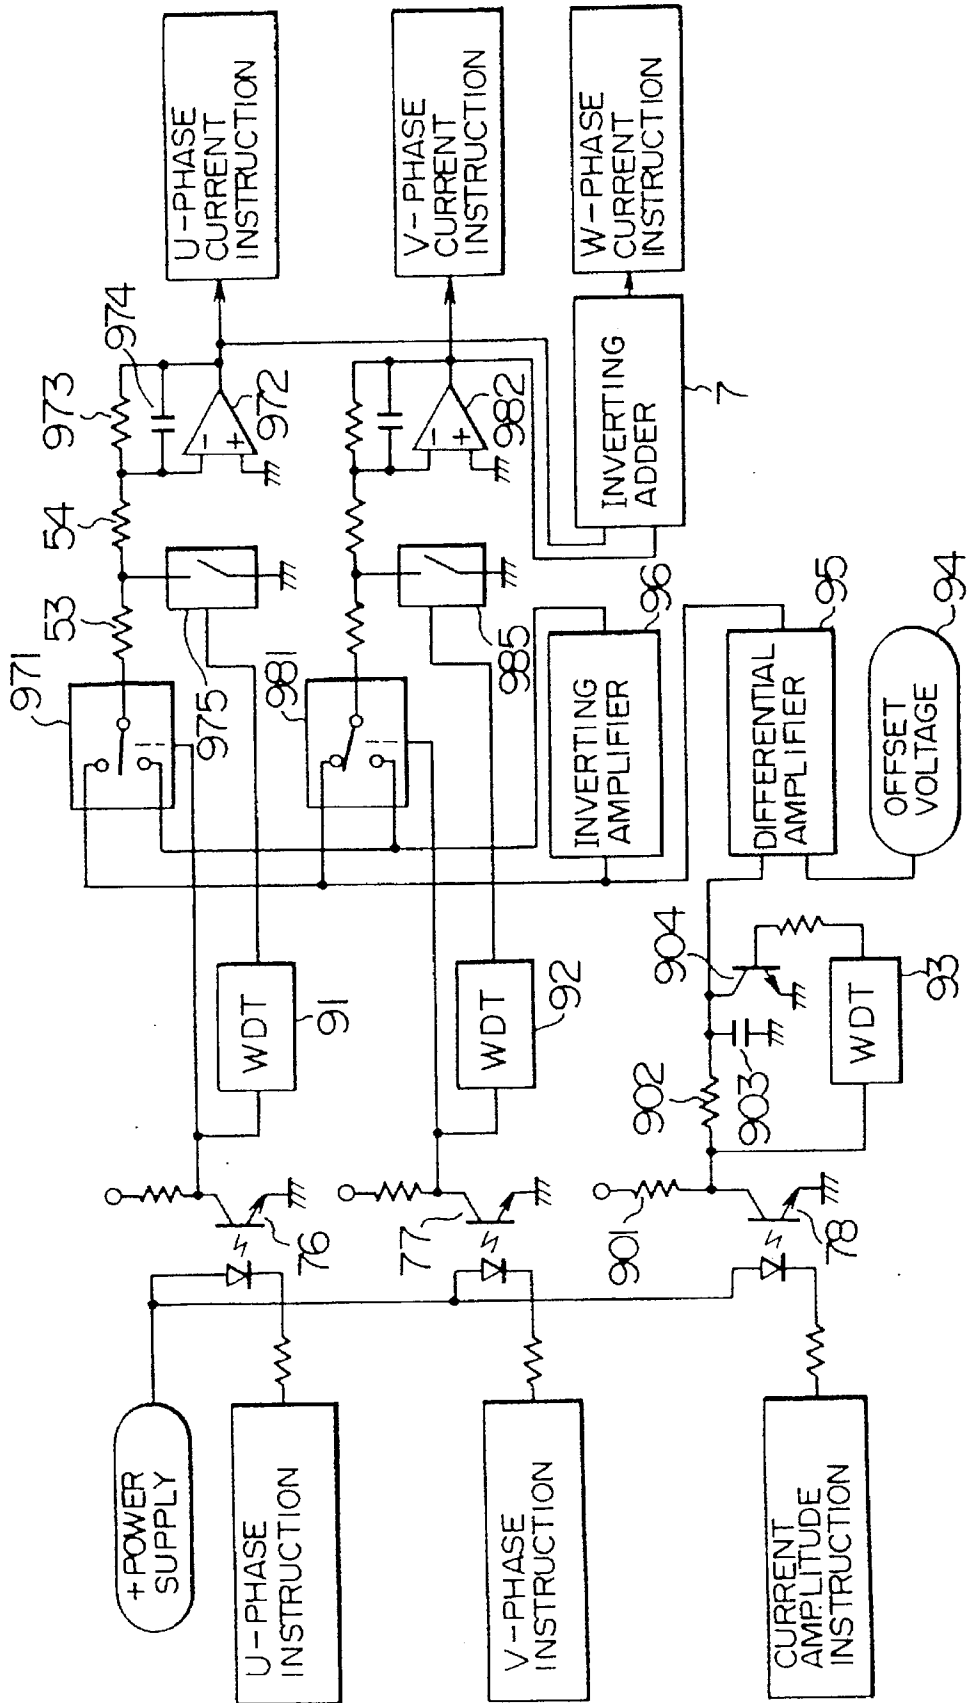 +POWER
SUPPLY
U-PHASE
INSTRUCTION
V-PHASE
INSTRUCTION
CURRENT
AMPLITUDE
INSTRUCTION
76
77
78
901
902
903
904
WDT
91
WDT
92
WDT
93
971
53
54
973
974
972
975
981
982
985
INVERTING
AMPLIFIER
96
DIFFERENTIAL
AMPLIFIER
95
OFFSET
VOLTAGE
94
INVERTING
ADDER
7
U-PHASE
CURRENT
INSTRUCTION
V-PHASE
CURRENT
INSTRUCTION
W-PHASE
CURRENT
INSTRUCTION
-
+
-
+